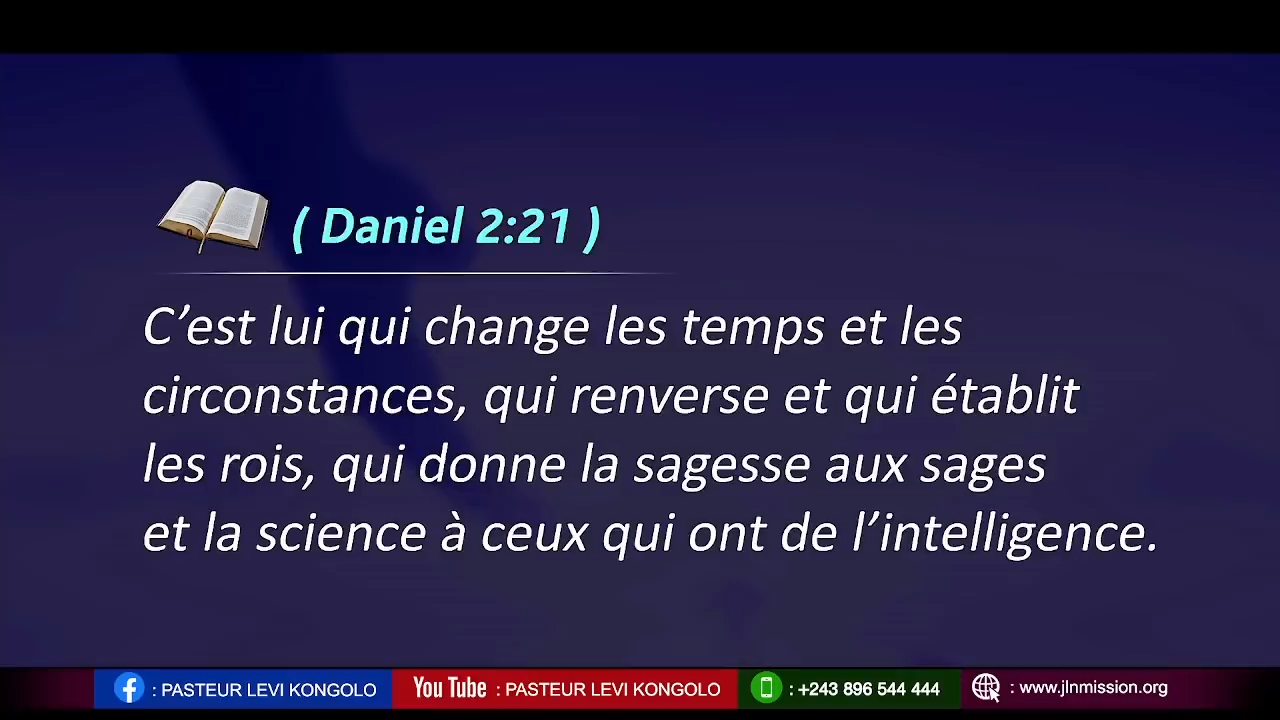 ( Daniel 2:21 )
C’est lui qui change les temps et les
circonstances, qui renverse et qui établit
les rois, qui donne la sagesse aux sages
et la science à ceux qui ont de l’intelligence.
: PASTEUR LEVI KONGOLO You Tube : PASTEUR LEVI KONGOLO : +243 896 544 444 : www.jlnmission.org